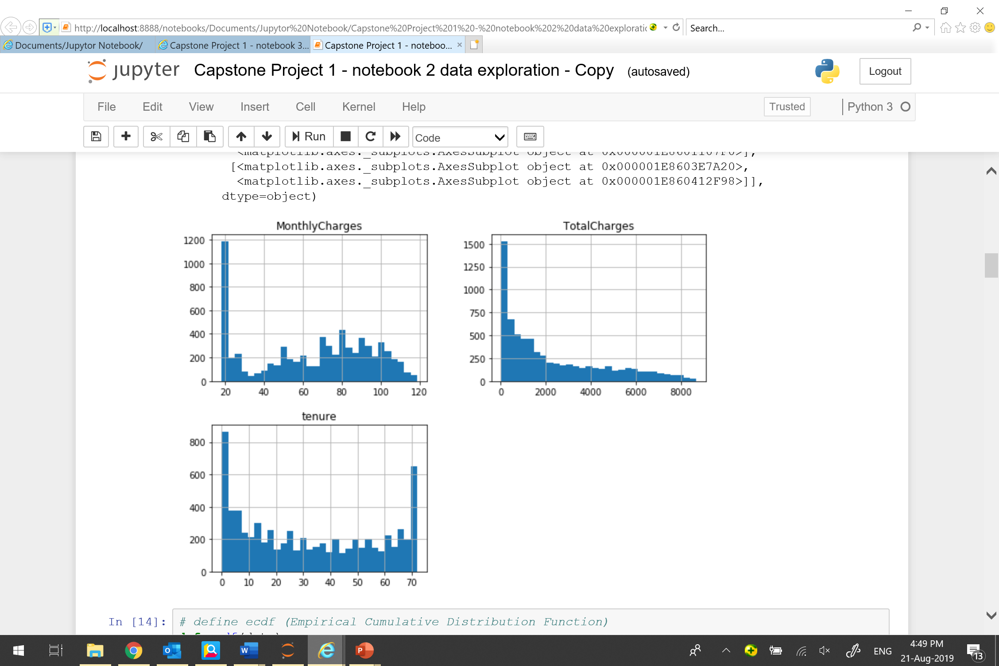 http://localhost:8888/notebooks/Documents/Jupytor%20Notebook/Capstone%20Project%201%20-%20notebook%202%20data%20exploratic
Search...
Documents/Jupytor Notebook/
Capstone Project 1 - notebook 3...
Capstone Project 1 - noteboo...
jupyter Capstone Project 1 - notebook 2 data exploration - Copy (autosaved)
Logout
File Edit View Insert Cell Kernel Help
Trusted
Python 3
Run
Code
<matplotlib.axes._subplots.AxesSubplot object at
[<matplotlib.axes._subplots.AxesSubplot object at 0x000001E8603E7A20>,
<matplotlib.axes._subplots.AxesSubplot object at 0x000001E860412F98>]],
dtype=object)
MonthlyCharges
1200
1000
800
600
400
200
0
20 40 60 80 100 120
TotalCharges
1500
1250
1000
750
500
250
0
0 2000 4000 6000 8000
tenure
800
600
400
200
0
0 10 20 30 40 50 60 70
In [14]:
# define ecdf (Empirical Cumulative Distribution Function)
ENG
4:49 PM
21-Aug-2019
13